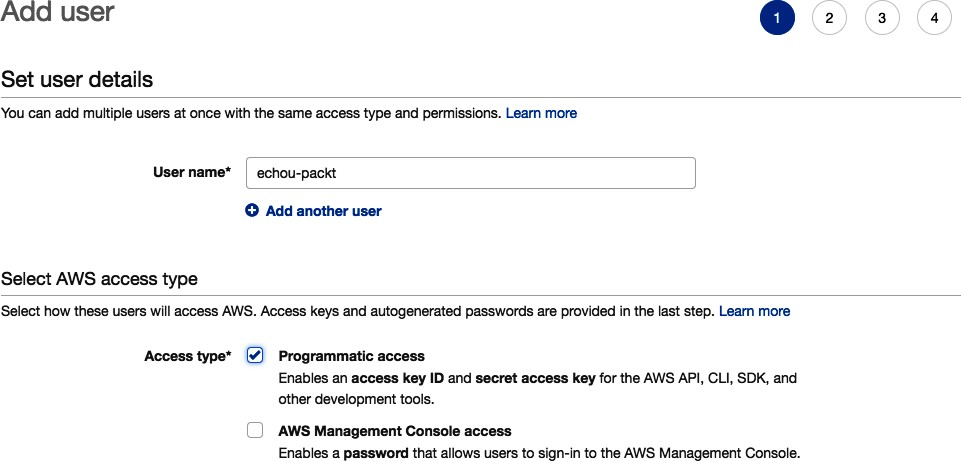 Add user
1 2 3 4
Set user details
You can add multiple users at once with the same access type and permissions. Learn more
User name* echou-packt
Add another user
Select AWS access type
Select how these users will access AWS. Access keys and autogenerated passwords are provided in the last step. Learn more
Access type* Programmatic access
Enables an access key ID and secret access key for the AWS API, CLI, SDK, and
other development tools.
AWS Management Console access
Enables a password that allows users to sign-in to the AWS Management Console.